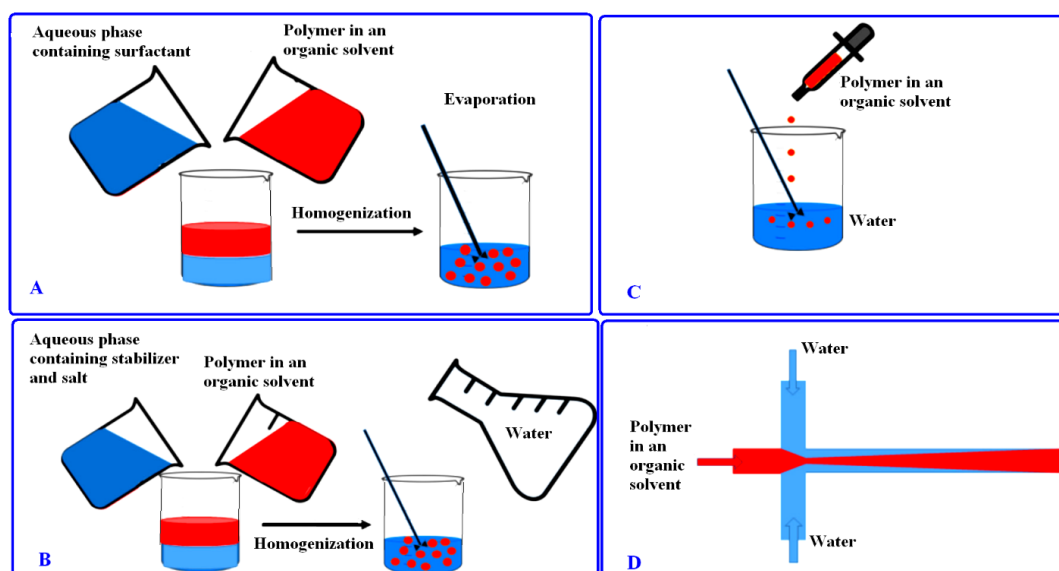 Aqueous phase
containing surfactant
Polymer in an
organic solvent
Evaporation
Homogenization
A
Polymer in an
organic solvent
Water
C
Aqueous phase
containing stabilizer
and salt
Polymer in an
organic solvent
Water
Homogenization
B
Water
Polymer
in an
organic
solvent
Water
D